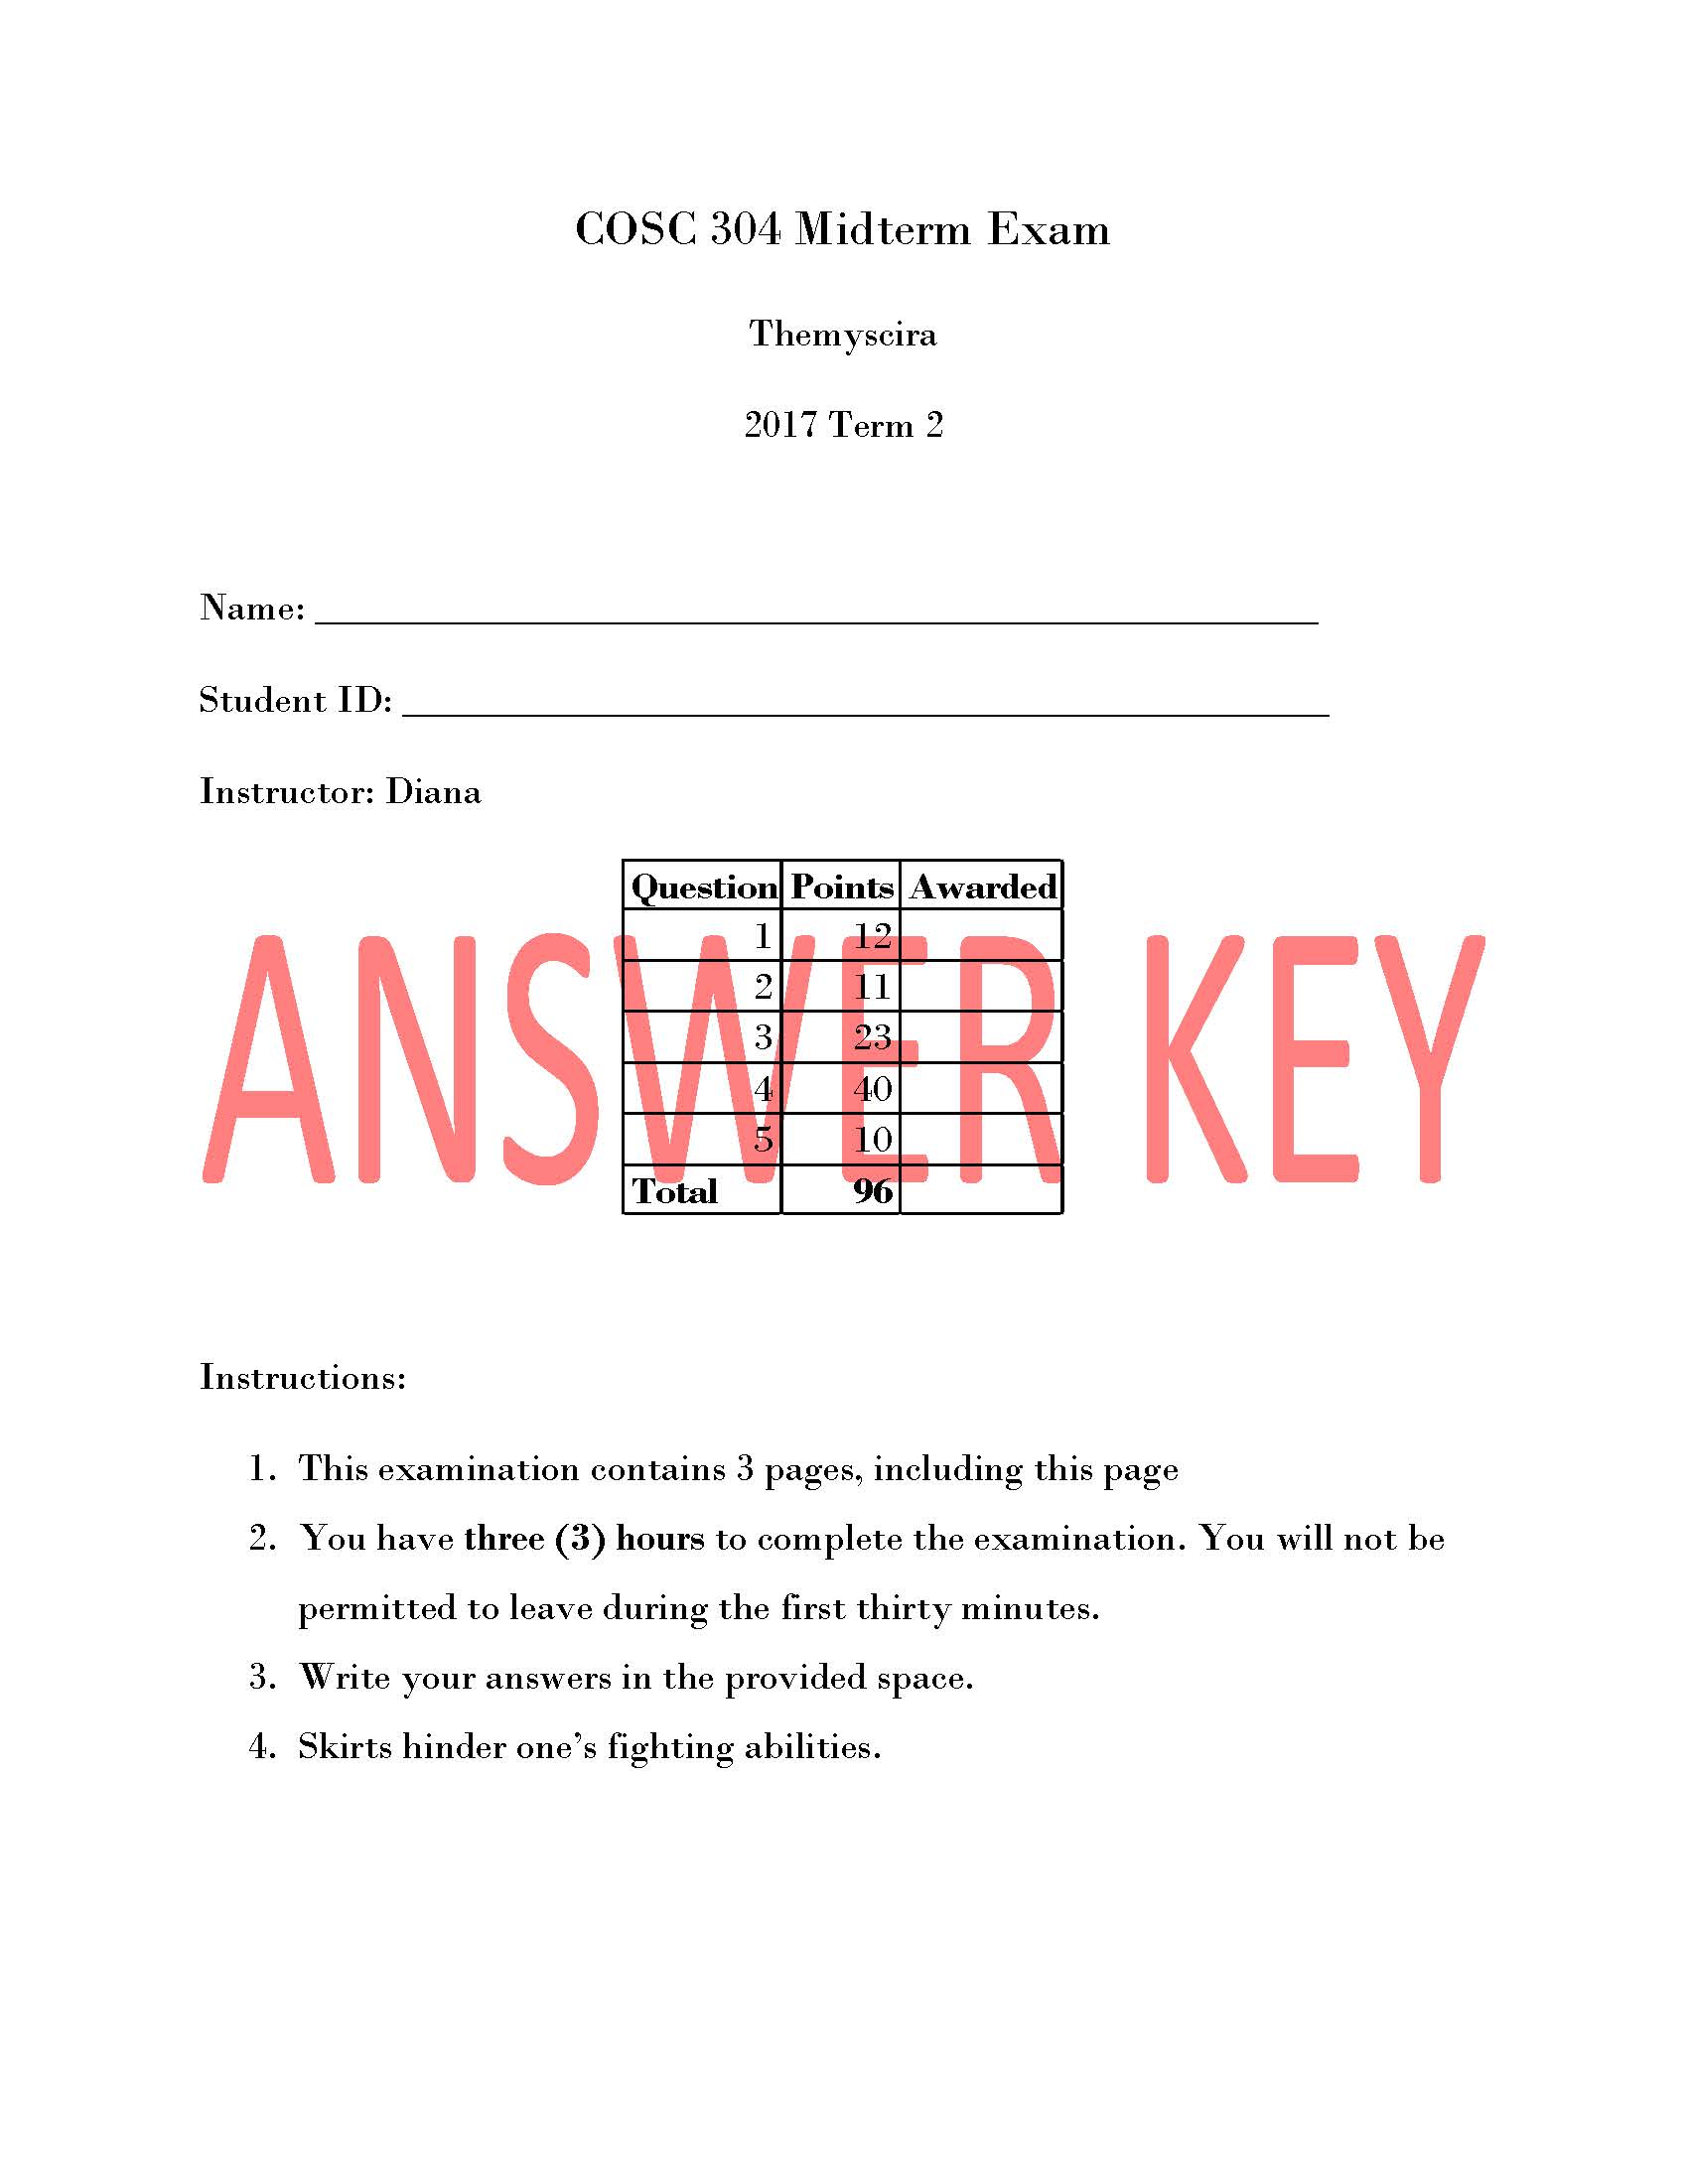 COSC 304 Midterm Exam
Themyscira
2017 Term 2
Name: ___________________________________________
Student ID: ___________________________________________
Instructor: Diana
Question Points Awarded
1 12
2 11
3 23
4 40
5 10
Total 96
ANSWER KEY
Instructions:
1. This examination contains 3 pages, including this page
2. You have three (3) hours to complete the examination. You will not be
permitted to leave during the first thirty minutes.
3. Write your answers in the provided space.
4. Skirts hinder one’s fighting abilities.